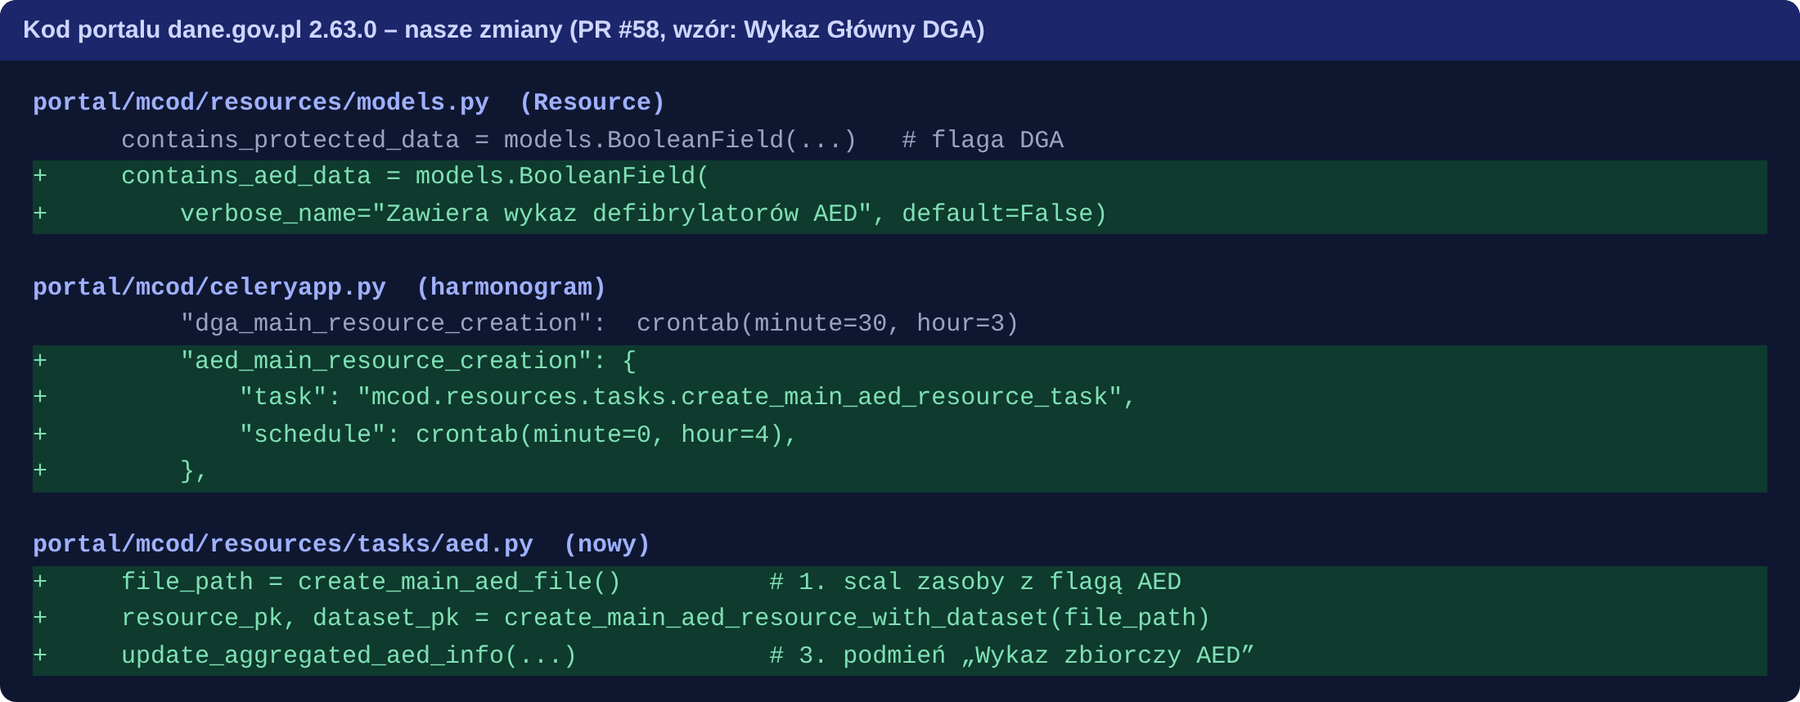 Kod portalu dane.gov.pl 2.63.0 – nasze zmiany (PR #58, wzór: Wykaz Główny DGA)
portal/mcod/resources/models.py  (Resource)
      contains_protected_data = models.BooleanField(...)   # flaga DGA
+     contains_aed_data = models.BooleanField(
+         verbose_name="Zawiera wykaz defibrylatorów AED", default=False)
portal/mcod/celeryapp.py  (harmonogram)
          "dga_main_resource_creation":  crontab(minute=30, hour=3)
+         "aed_main_resource_creation": {
+             "task": "mcod.resources.tasks.create_main_aed_resource_task",
+             "schedule": crontab(minute=0, hour=4),
+         },
portal/mcod/resources/tasks/aed.py  (nowy)
+     file_path = create_main_aed_file()          # 1. scal zasoby z flagą AED
+     resource_pk, dataset_pk = create_main_aed_resource_with_dataset(file_path)
+     update_aggregated_aed_info(...)             # 3. podmień „Wykaz zbiorczy AED”